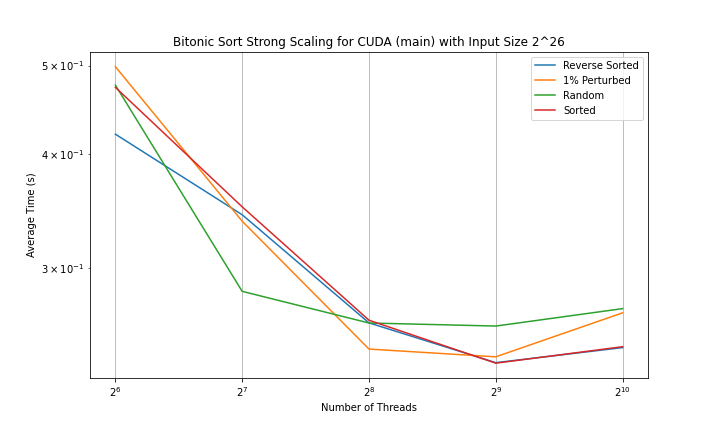 Bitonic Sort Strong Scaling for CUDA (main) with Input Size 2^26
Reverse Sorted
1% Perturbed
Random
Sorted
5 × 10⁻¹
4 × 10⁻¹
3 × 10⁻¹
Average Time (s)
2⁶ 2⁷ 2⁸ 2⁹ 2¹⁰
Number of Threads